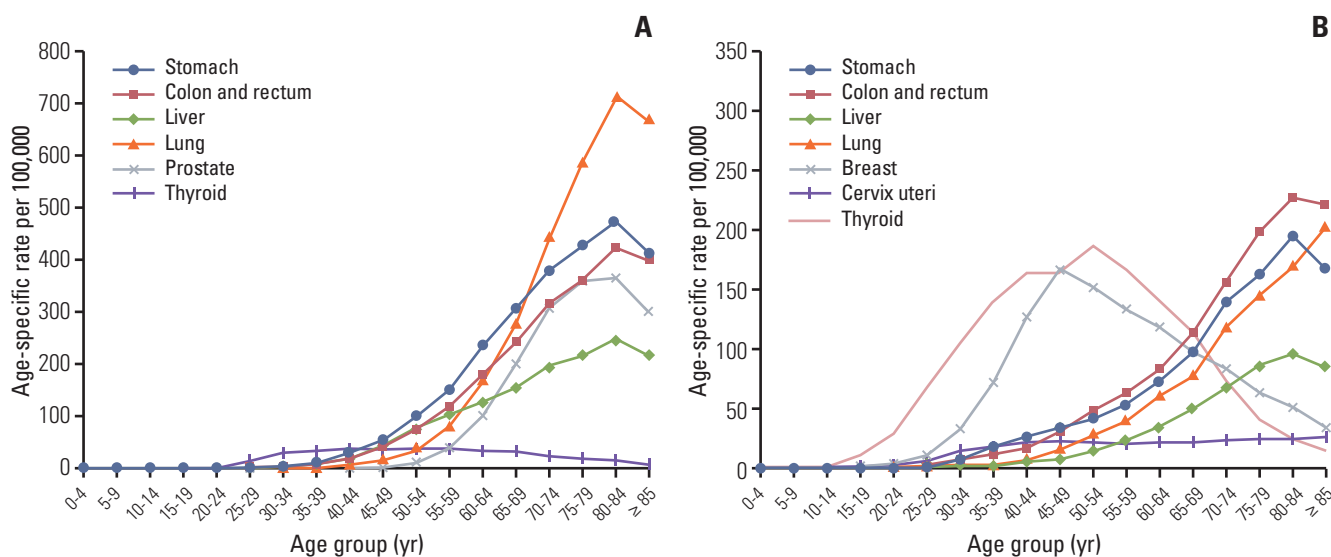 A
Age-specific rate per 100,000
800
700
600
500
400
300
200
100
0
Stomach
Colon and rectum
Liver
Lung
Prostate
Thyroid
0-4
5-9
10-14
15-19
20-24
25-29
30-34
35-39
40-44
45-49
50-54
55-59
60-64
65-69
70-74
75-79
80-84
≥ 85
Age group (yr)
B
Age-specific rate per 100,000
350
300
250
200
150
100
50
0
Stomach
Colon and rectum
Liver
Lung
Breast
Cervix uteri
Thyroid
0-4
5-9
10-14
15-19
20-24
25-29
30-34
35-39
40-44
45-49
50-54
55-59
60-64
65-69
70-74
75-79
80-84
≥ 85
Age group (yr)